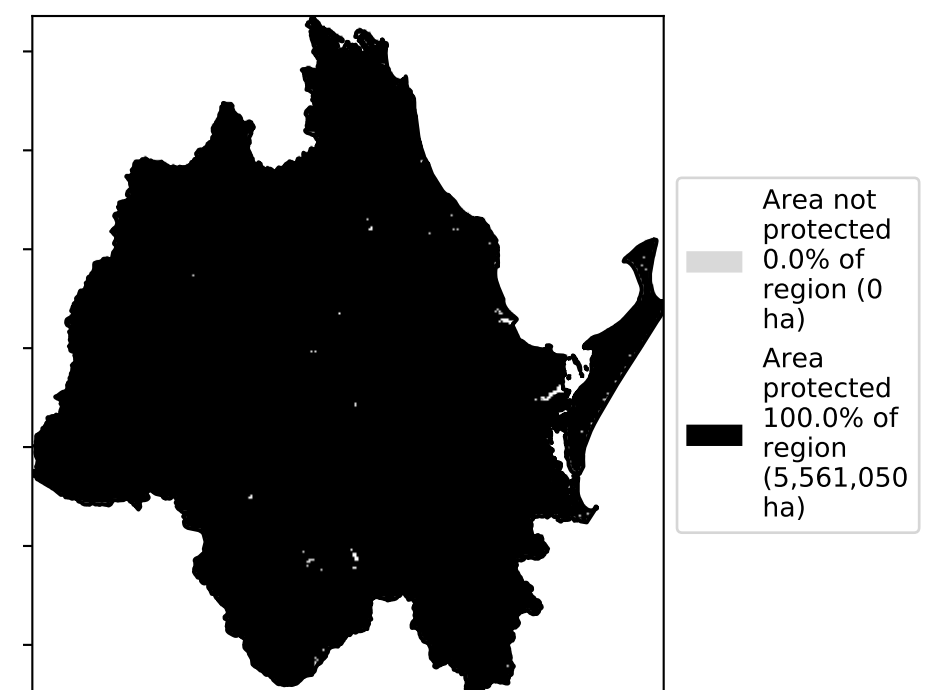 Area not
protected
0.0% of
region (0
ha)
Area
protected
100.0% of
region
(5,561,050
ha)